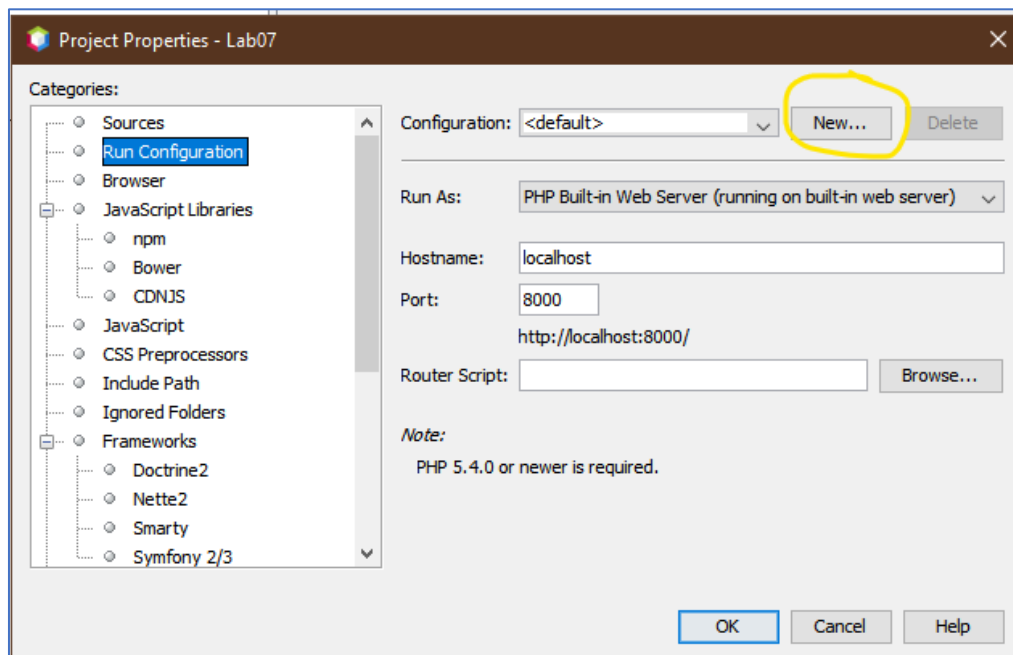 Project Properties - Lab07
Categories:
Sources
Run Configuration
Browser
JavaScript Libraries
npm
Bower
CDNJS
JavaScript
CSS Preprocessors
Include Path
Ignored Folders
Frameworks
Doctrine2
Nette2
Smarty
Symfony 2/3
Configuration: <default> New... Delete
Run As: PHP Built-in Web Server (running on built-in web server)
Hostname: localhost
Port: 8000
http://localhost:8000/
Router Script: Browse...
Note:
PHP 5.4.0 or newer is required.
OK Cancel Help